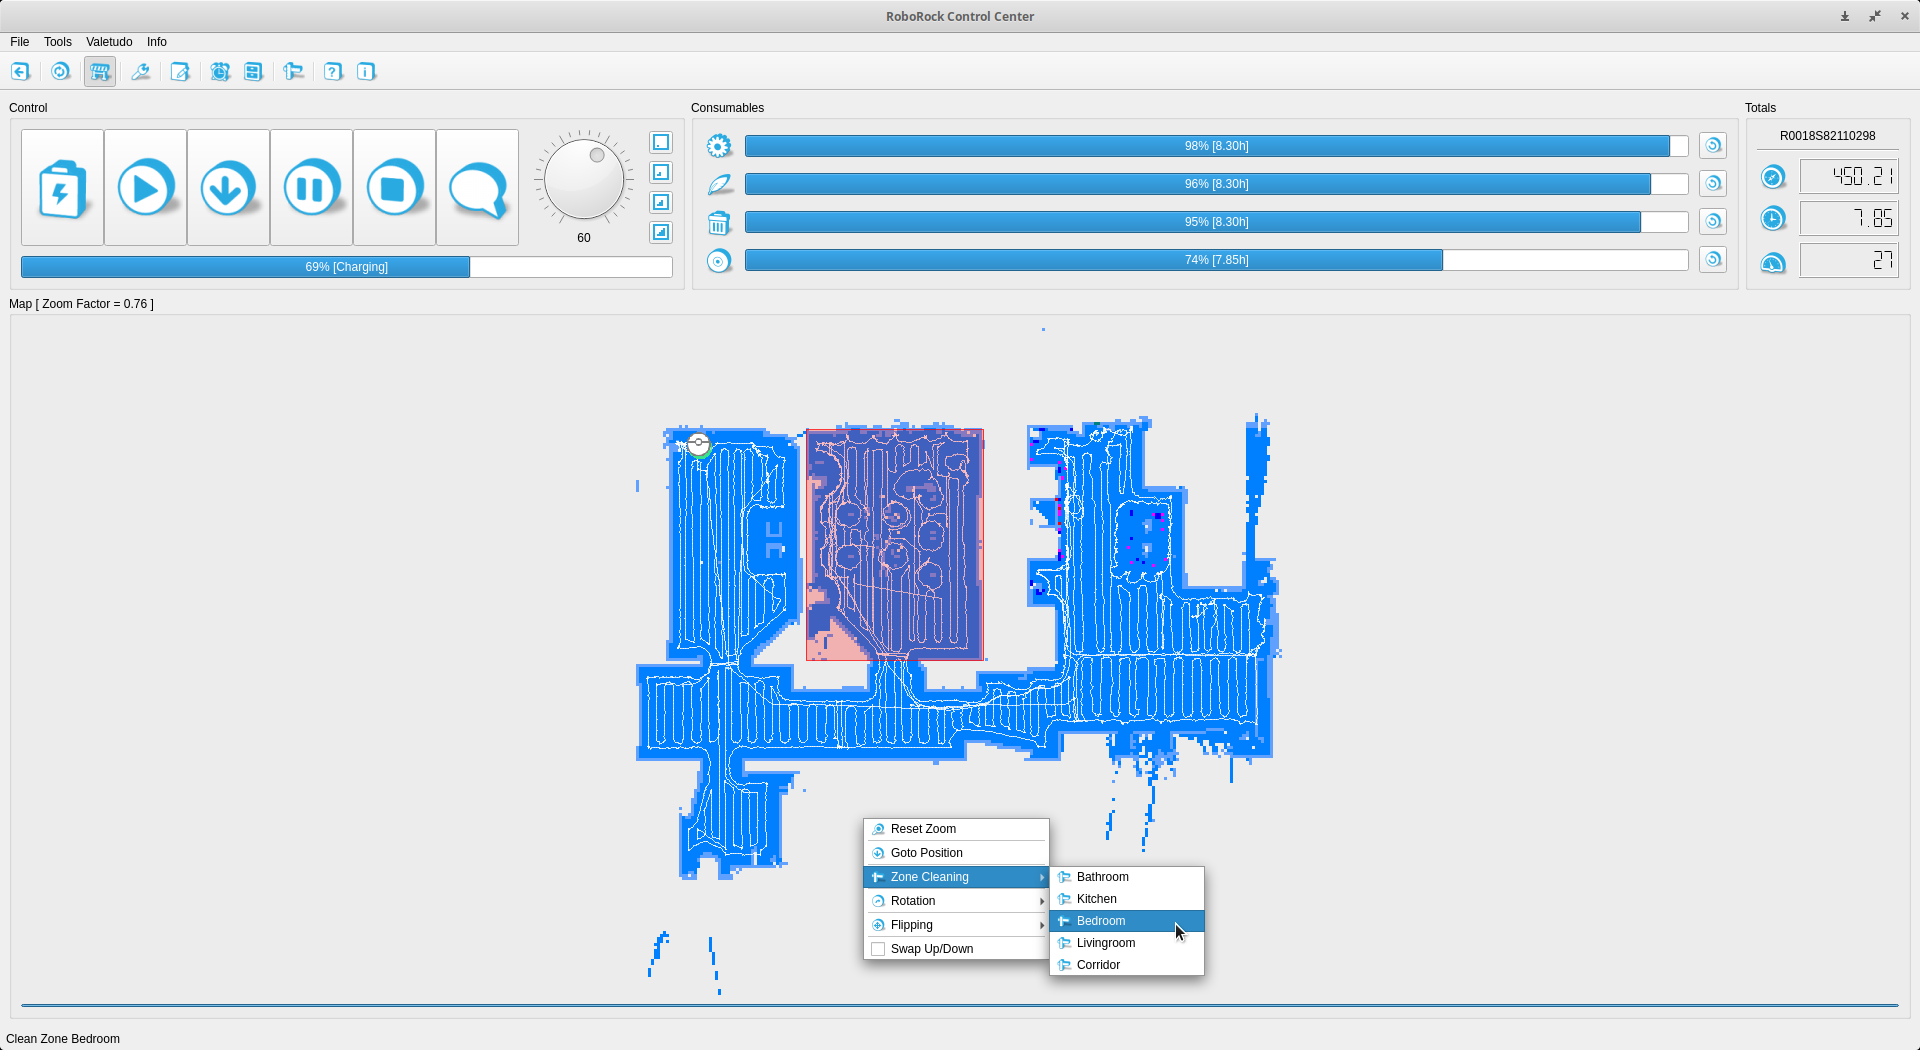 RoboRock Control Center
File Tools Valetudo Info
Control
Consumables
Totals
60
69% [Charging]
98% [8.30h]
96% [8.30h]
95% [8.30h]
74% [7.85h]
R0018S82110298
450.21
7.85
27
Map [ Zoom Factor = 0.76 ]
Reset Zoom
Goto Position
Zone Cleaning
Rotation
Flipping
Swap Up/Down
Bathroom
Kitchen
Bedroom
Livingroom
Corridor
Clean Zone Bedroom